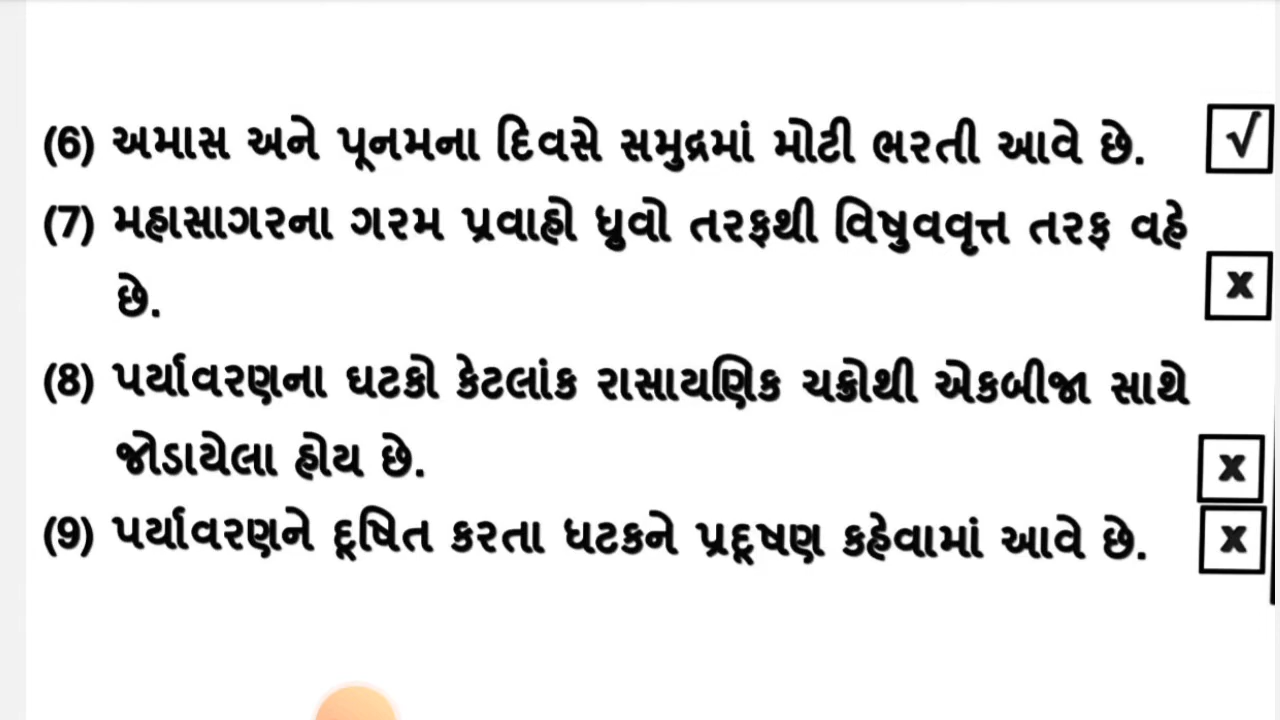 (6) અમાસ અને પૂનમના દિવસે સમુદ્રમાં મોટી ભરતી આવે છે. √
(7) મહાસાગરના ગરમ પ્રવાહો ધ્રુવો તરફથી વિષુવવૃત્ત તરફ વહે
છે. x
(8) પર્યાવરણના ઘટકો કેટલાંક રાસાયણિક ચક્રોથી એકબીજા સાથે
જોડાયેલા હોય છે. x
(9) પર્યાવરણને દૂષિત કરતા ઘટકને પ્રદૂષણ કહેવામાં આવે છે. x